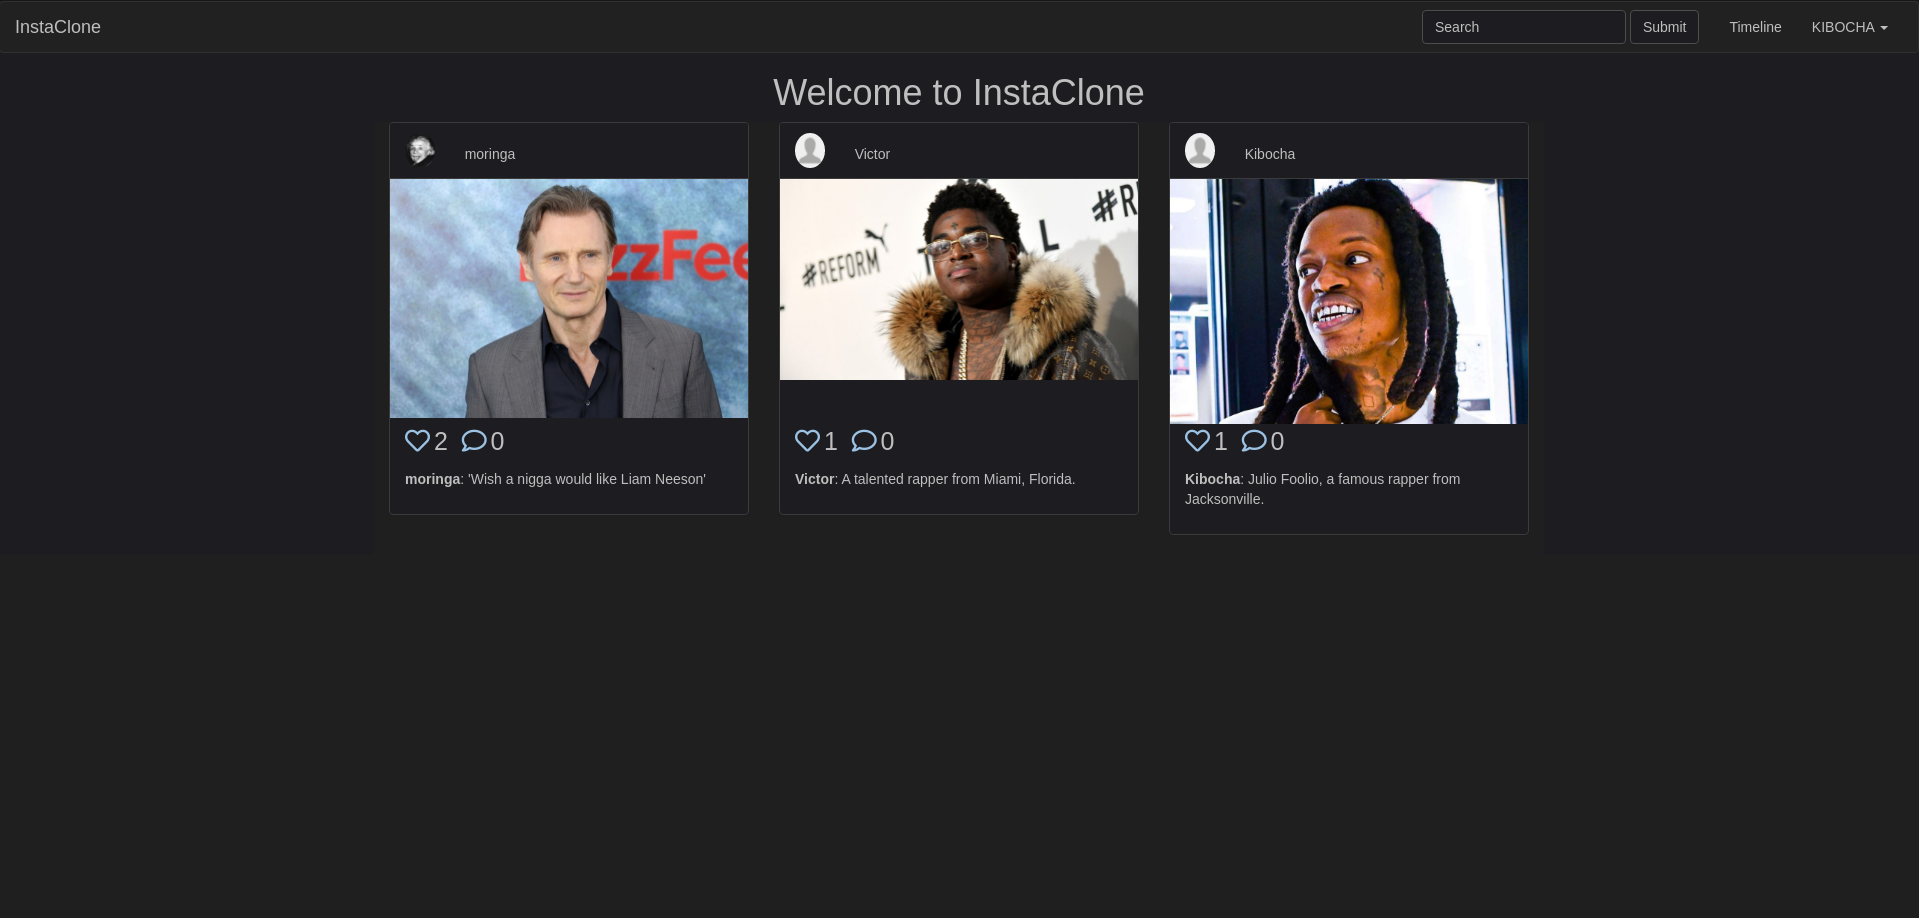 InstaClone
Search
Submit
Timeline
KIBOCHA
Welcome to InstaClone
moringa
zzFee
2
0
moringa: 'Wish a nigga would like Liam Neeson'
Victor
#REFORM
#R
L
1
0
Victor: A talented rapper from Miami, Florida.
Kibocha
1
0
Kibocha: Julio Foolio, a famous rapper from
Jacksonville.